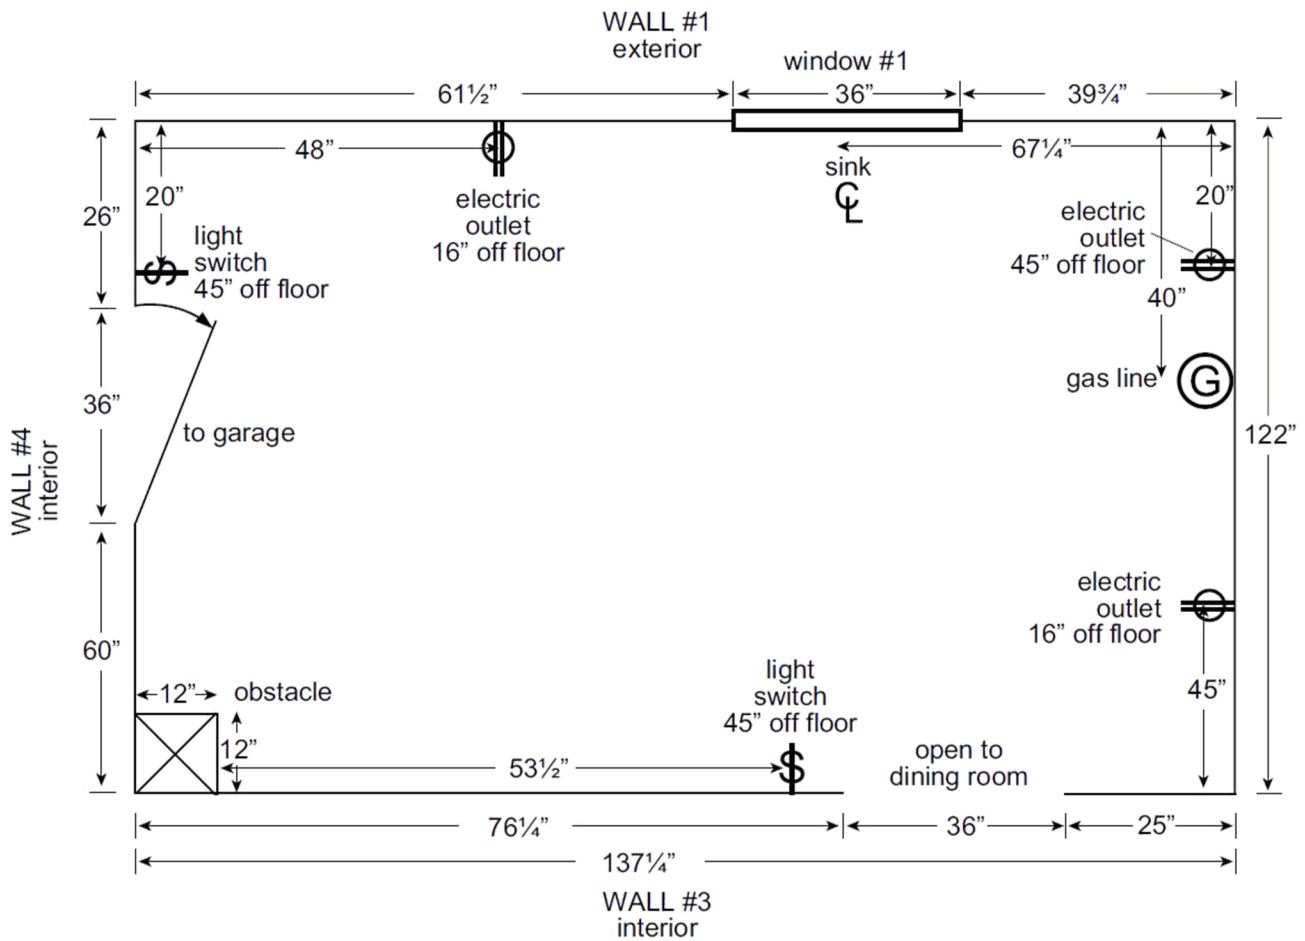 WALL #1
exterior
window #1
61½”
36”
39¾”
48”
67¼”
sink
20”
20”
26”
electric
outlet
16” off floor
℄
electric
outlet
45” off floor
light
switch
45” off floor
S
40”
gas line
G
36”
to garage
122”
WALL #4
interior
electric
outlet
16” off floor
60”
12”
obstacle
light
switch
45” off floor
45”
12”
53½”
$
open to
dining room
76¼”
36”
25”
137¼”
WALL #3
interior